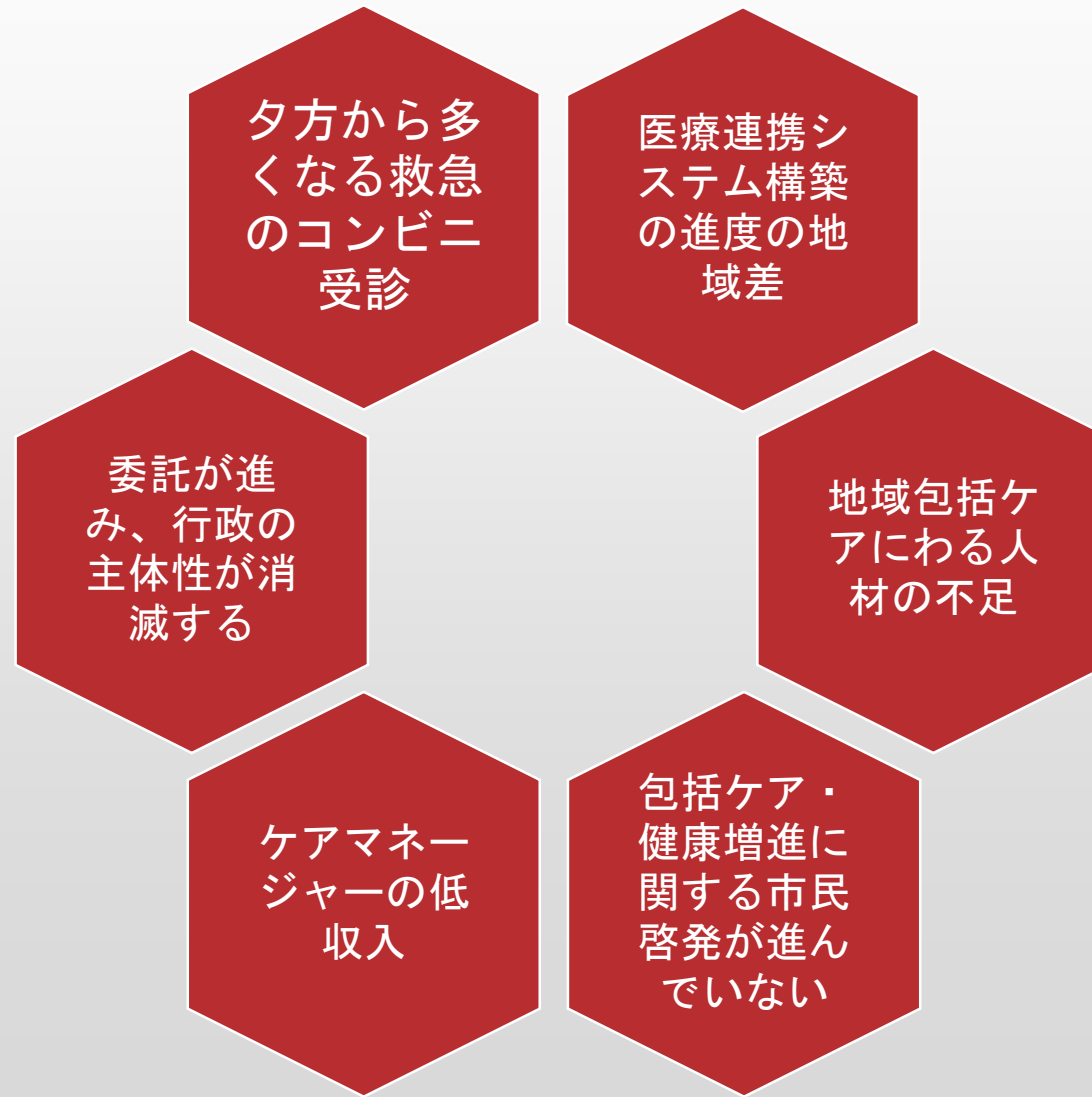 夕方から多
くなる救急
のコンビニ
受診
医療連携シ
ステム構築
の進度の地
域差
地域包括ケ
アにわる人
材の不足
包括ケア・
健康増進に
関する市民
啓発が進ん
でいない
ケアマネー
ジャーの低
収入
委託が進
み、行政の
主体性が消
滅する